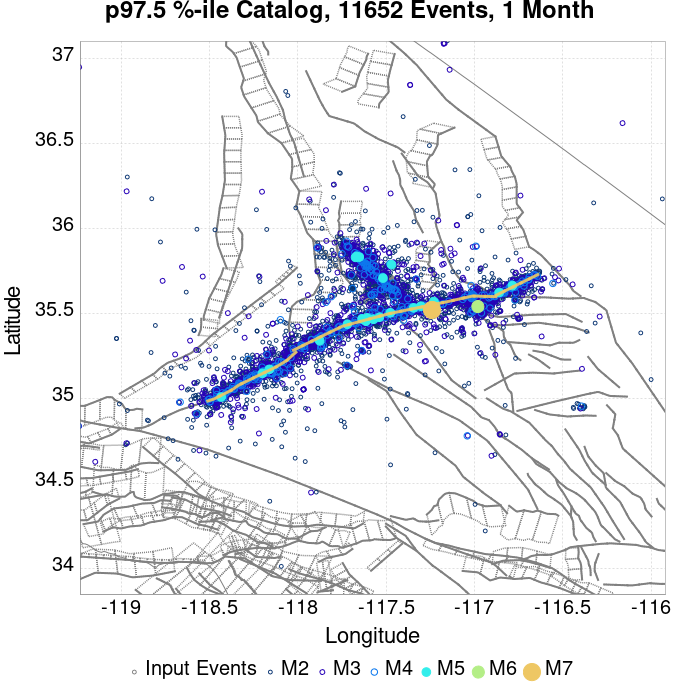 p97.5 %-ile Catalog, 11652 Events, 1 Month
37
36.5
36
35.5
35
34.5
34
Latitude
-119 -118.5 -118 -117.5 -117 -116.5 -116
Longitude
Input Events M2 M3 M4 M5 M6 M7